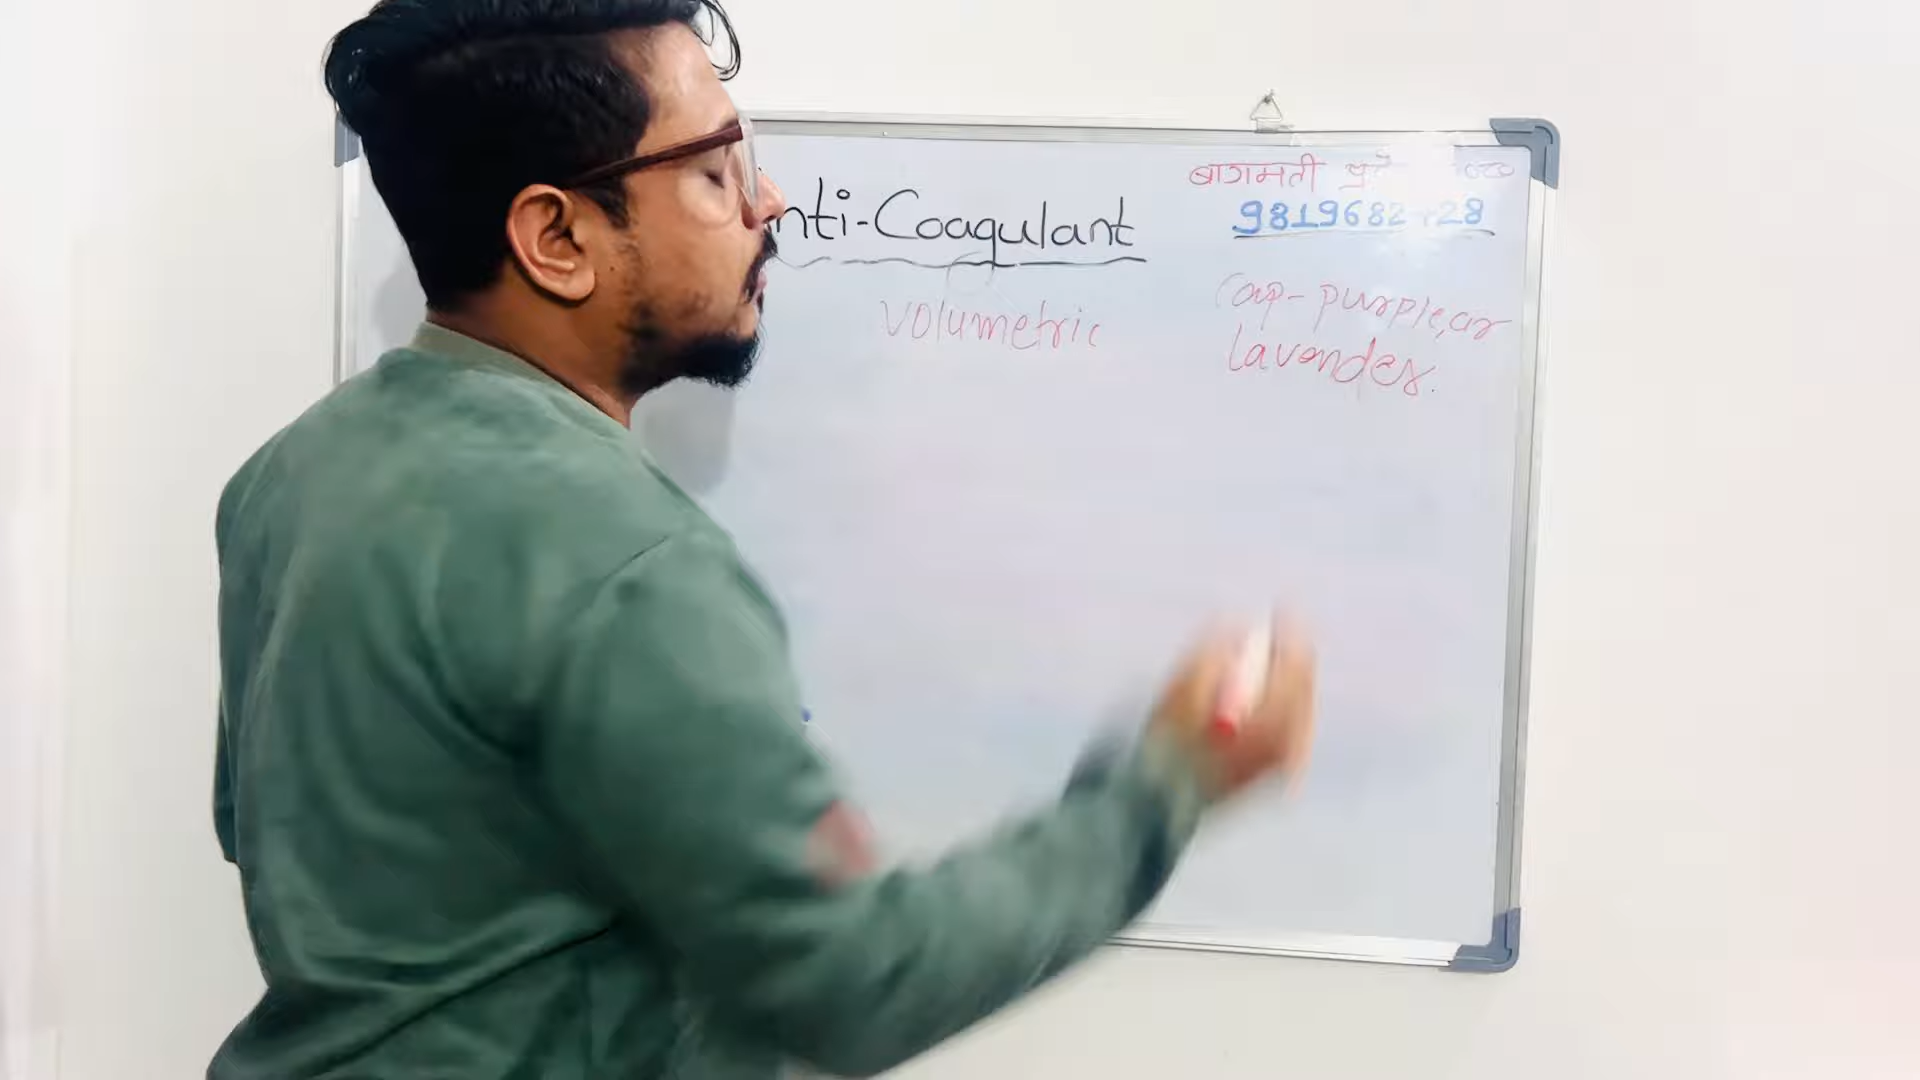 बागमती
nti-Coagulant
volumetric
Cap-purple, or
lavender.